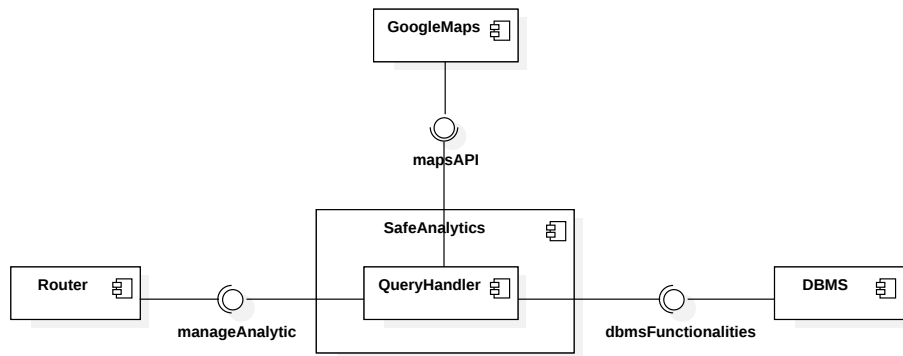 GoogleMaps
mapsAPI
SafeAnalytics
Router
QueryHandler
DBMS
manageAnalytic
dbmsFunctionalities